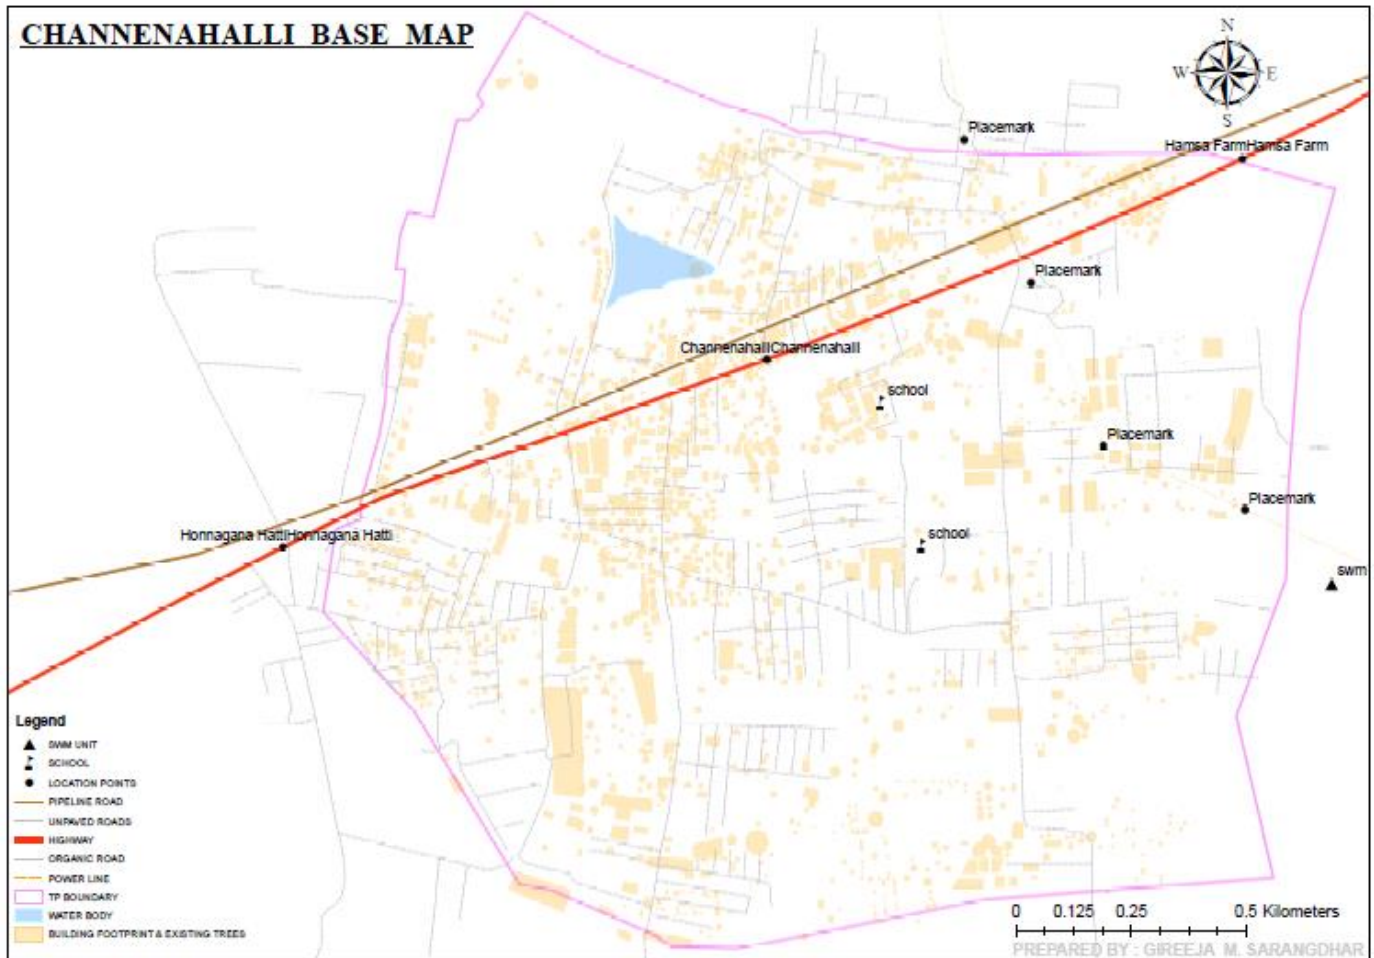 CHANNENAHALLI BASE MAP
N
W E
S
Placemark
Hamsa FarmHamsa Farm
Placemark
ChannenahalliChannenahalli
school
Placemark
Placemark
Honnagana HattiHonnagana Hatti
school
swm
Legend
SWM UNIT
SCHOOL
LOCATION POINTS
PIPELINE ROAD
UNPAVED ROADS
HIGHWAY
ORGANIC ROAD
POWER LINE
TP BOUNDARY
WATER BODY
BUILDING FOOTPRINT & EXISTING TREES
0 0.125 0.25 0.5 Kilometers
PREPARED BY : GIREEJA M. SARANGDHAR